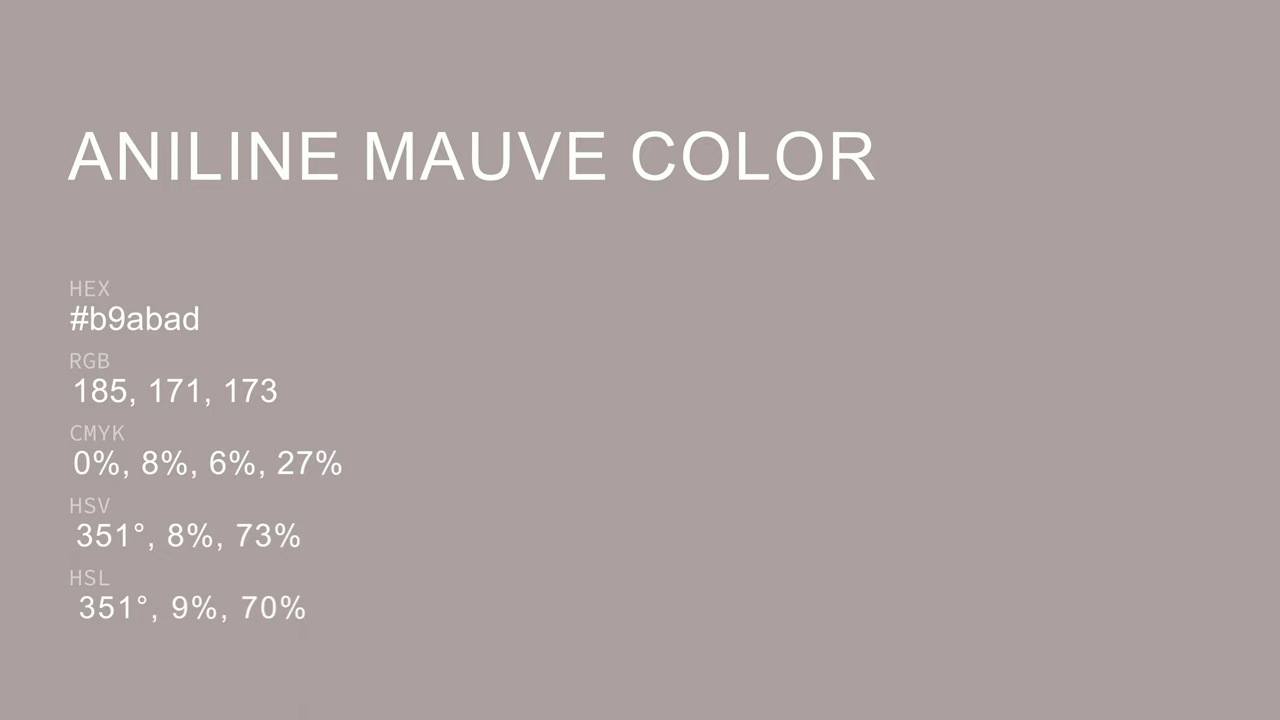 ANILINE MAUVE COLOR
HEX
#b9abad
RGB
185, 171, 173
CMYK
0%, 8%, 6%, 27%
HSV
351°, 8%, 73%
HSL
351°, 9%, 70%